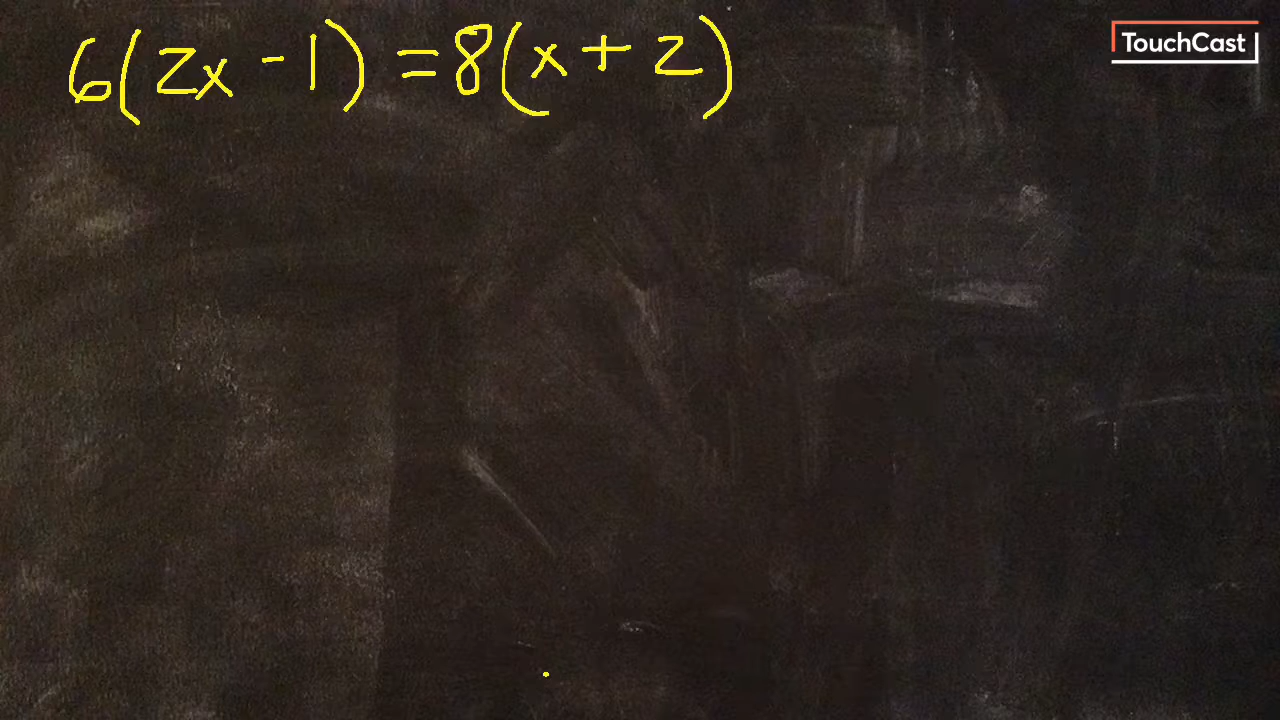 6(2x - 1) = 8(x + 2)
TouchCast